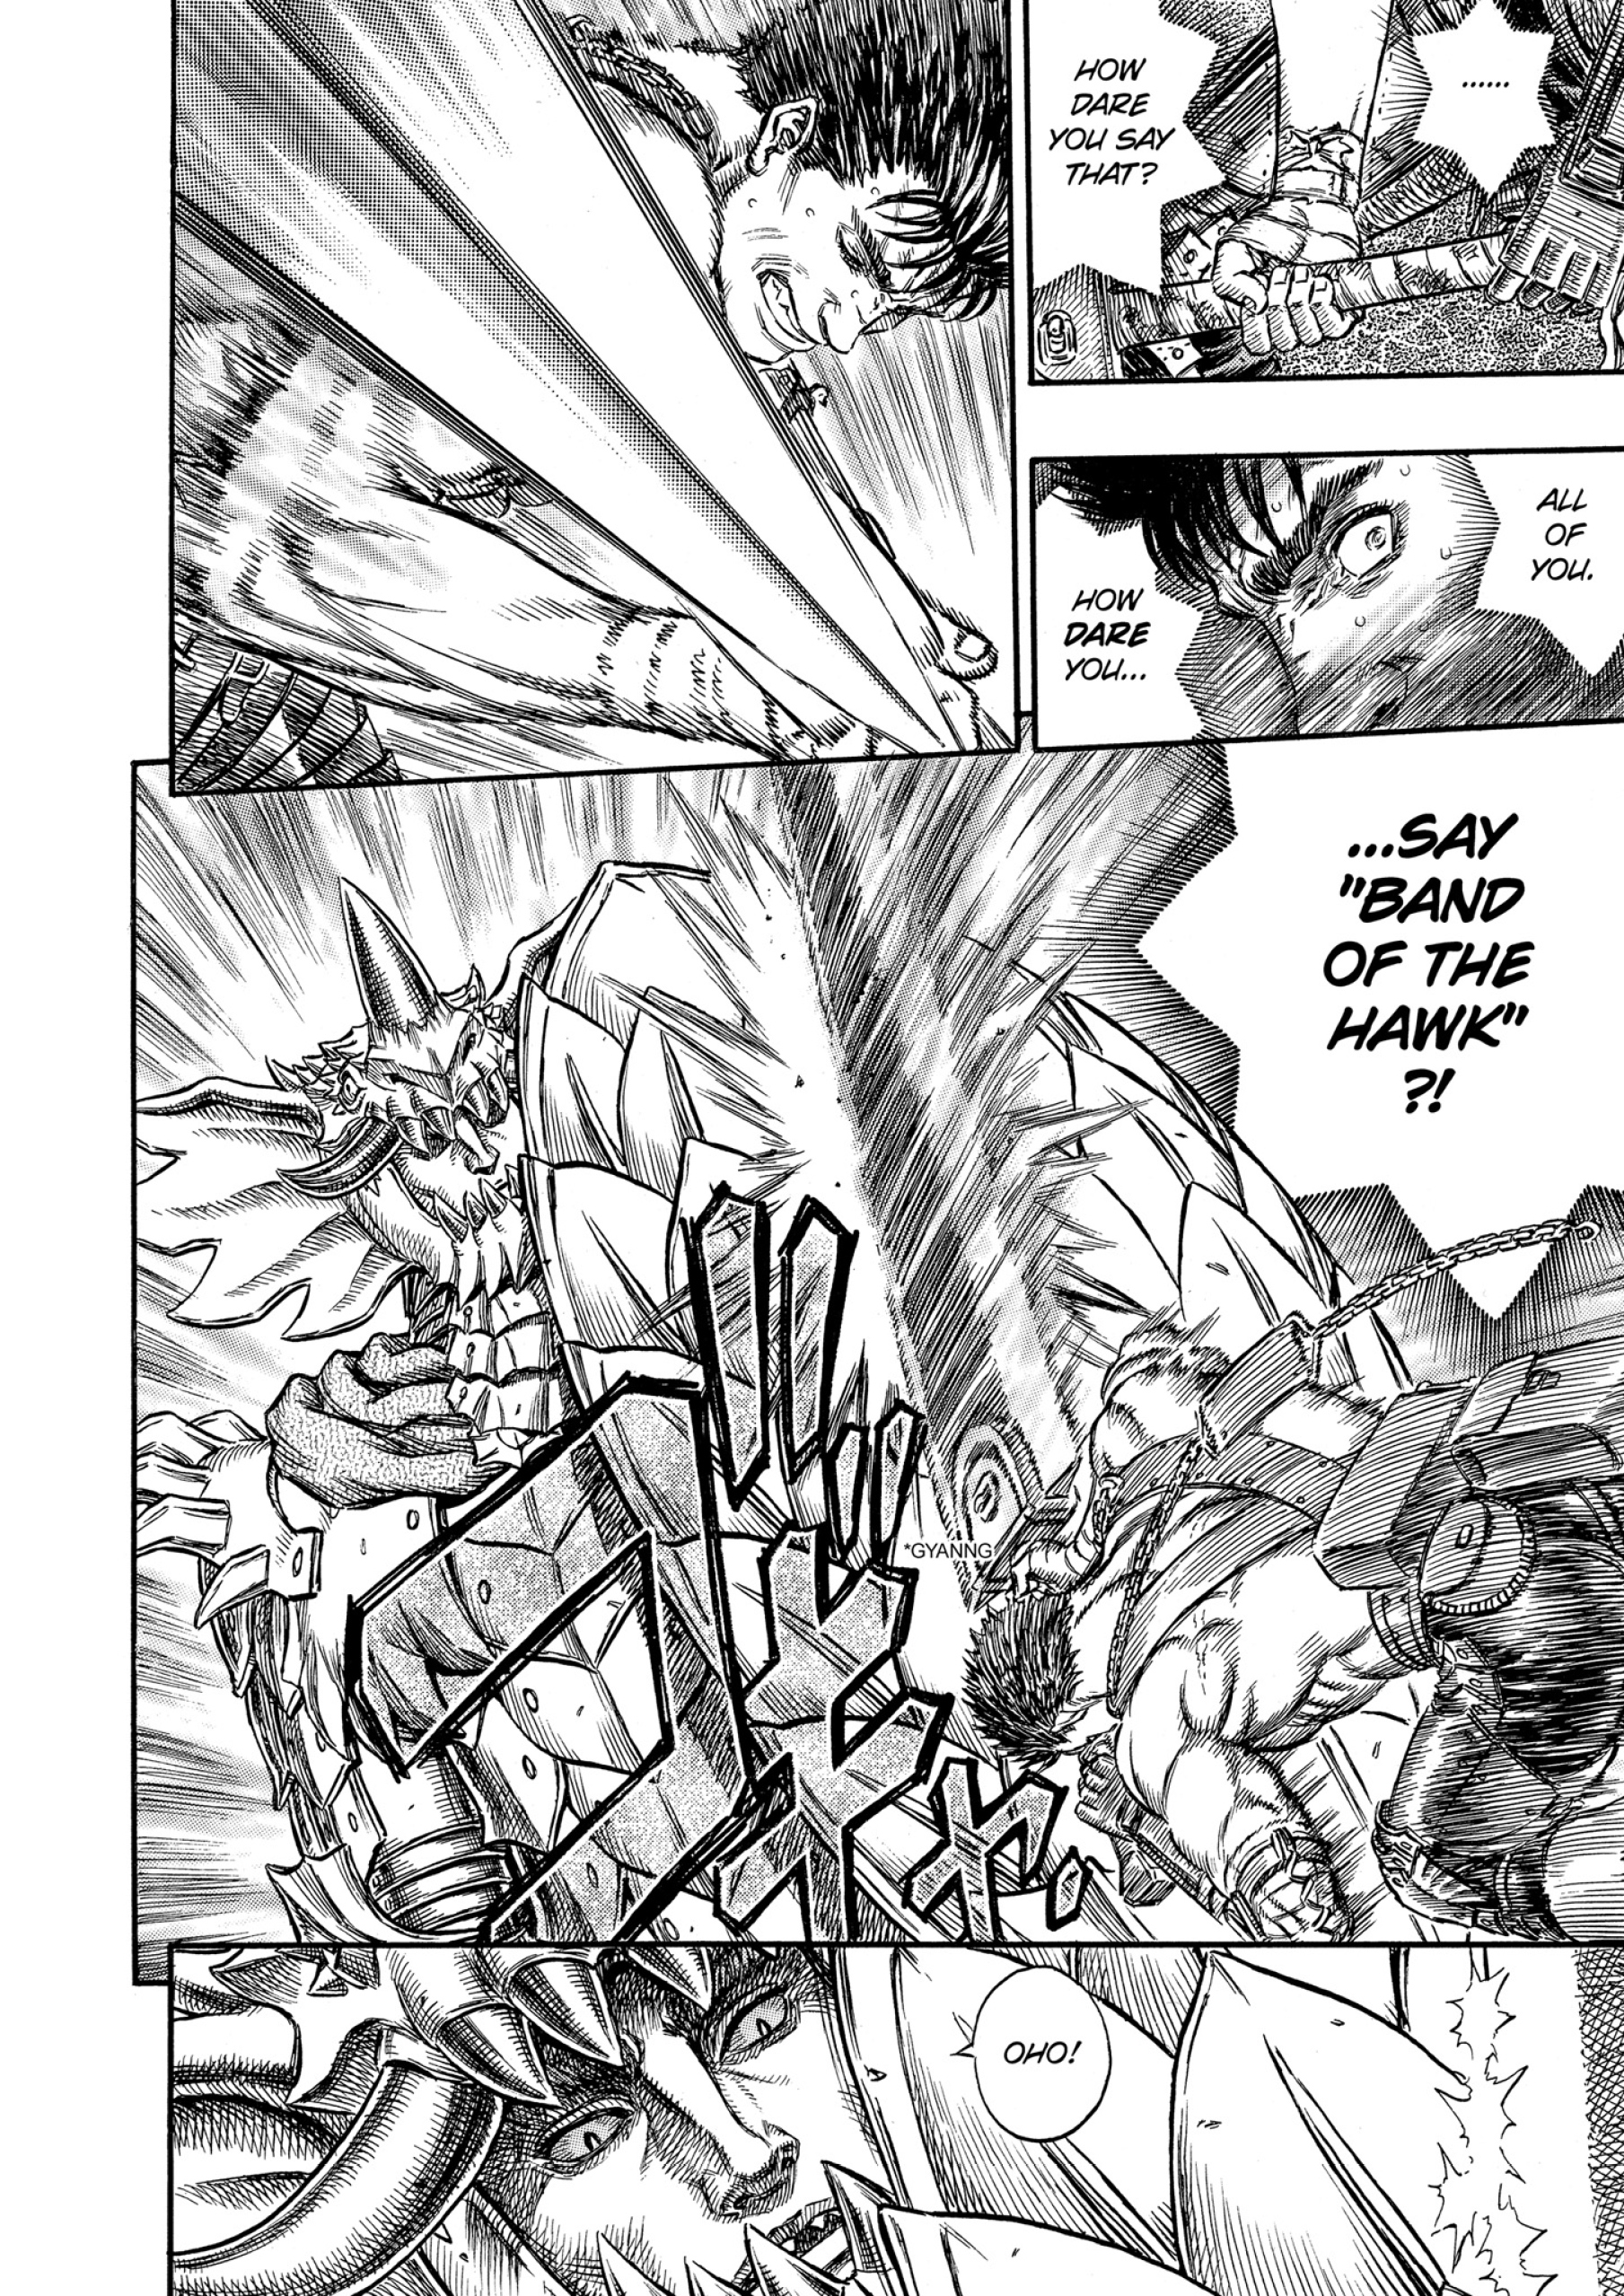 ......
HOW
DARE
YOU SAY
THAT?
ALL
OF
YOU.
HOW
DARE
YOU...
...SAY
"BAND
OF THE
HAWK"
?!
*GYANNG
OHO!